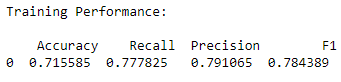 Training Performance:
Accuracy Recall Precision F1
0 0.715585 0.777825 0.791065 0.784389